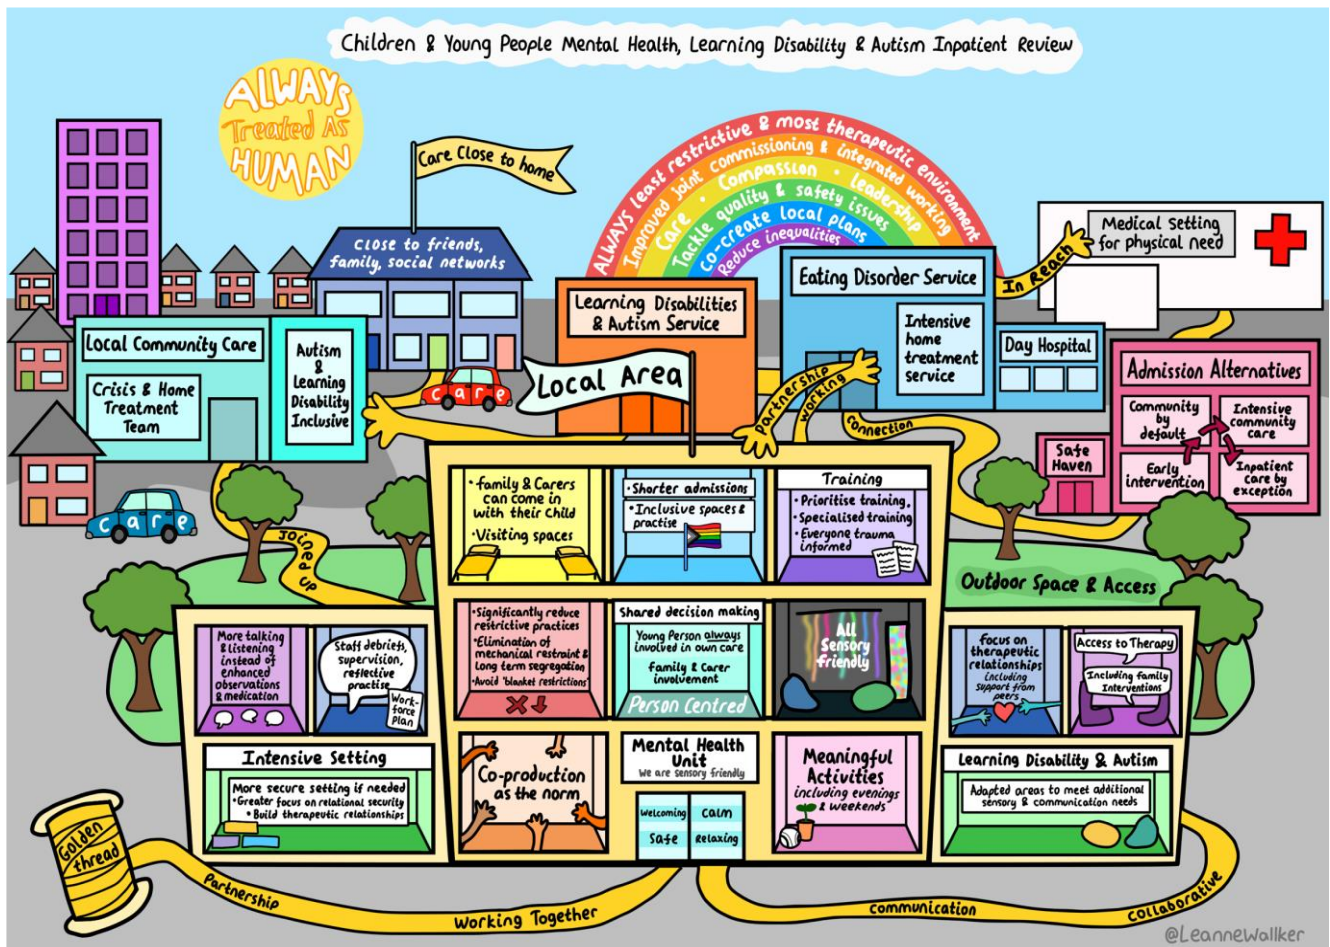 Children & Young People Mental Health, Learning Disability & Autism Inpatient Review
ALWAYS
Treated As
HUMAN
Care Close to home
ALWAYS least restrictive & most therapeutic environment
Improved joint commissioning & integrated working
Care • Compassion • Leadership
Tackle quality & safety issues
Co-create local plans
Reduce inequalities
Close to friends,
family, social networks
Learning Disabilities
& Autism Service
Eating Disorder Service
Intensive
home
treatment
service
Day Hospital
In Reach
Medical Setting
for physical need
Local Community Care
Crisis & Home
Treatment
Team
Autism
&
Learning
Disability
Inclusive
care
Local Area
Partnership
working
connection
Admission Alternatives
Community
by
default
Intensive
community
care
Early
intervention
Inpatient
care by
exception
Safe
Haven
care
Joined up
• Family & Carers
can come in
with their child
• Visiting spaces
• Shorter admissions
• Inclusive spaces &
practise
Training
• Prioritise training.
• Specialised training
• Everyone trauma
informed
Outdoor Space & Access
More talking
& listening
instead of
enhanced
observations
& medication
Staff debriefs,
supervision,
reflective
practise
Work-
force
plan
• Significantly reduce
restrictive practices
• Elimination of
mechanical restraint &
long term segregation
• Avoid 'blanket restrictions'
Shared decision making
Young Person always
involved in own care
Family & Carer
involvement
Person Centred
All
Sensory
friendly
Focus on
therapeutic
relationships
including
support from
peers
Access to Therapy
Including family
Interventions
Intensive Setting
More secure setting if needed
• Greater focus on relational security
• Build therapeutic relationships
Co-production
as the norm
Mental Health
Unit
We are sensory friendly
Welcoming
Calm
Safe
Relaxing
Meaningful
Activities
including evenings
& weekends
Learning Disability & Autism
Adapted areas to meet additional
sensory & communication needs
Golden
thread
Partnership
Working Together
communication
collaborative
@LeanneWallker